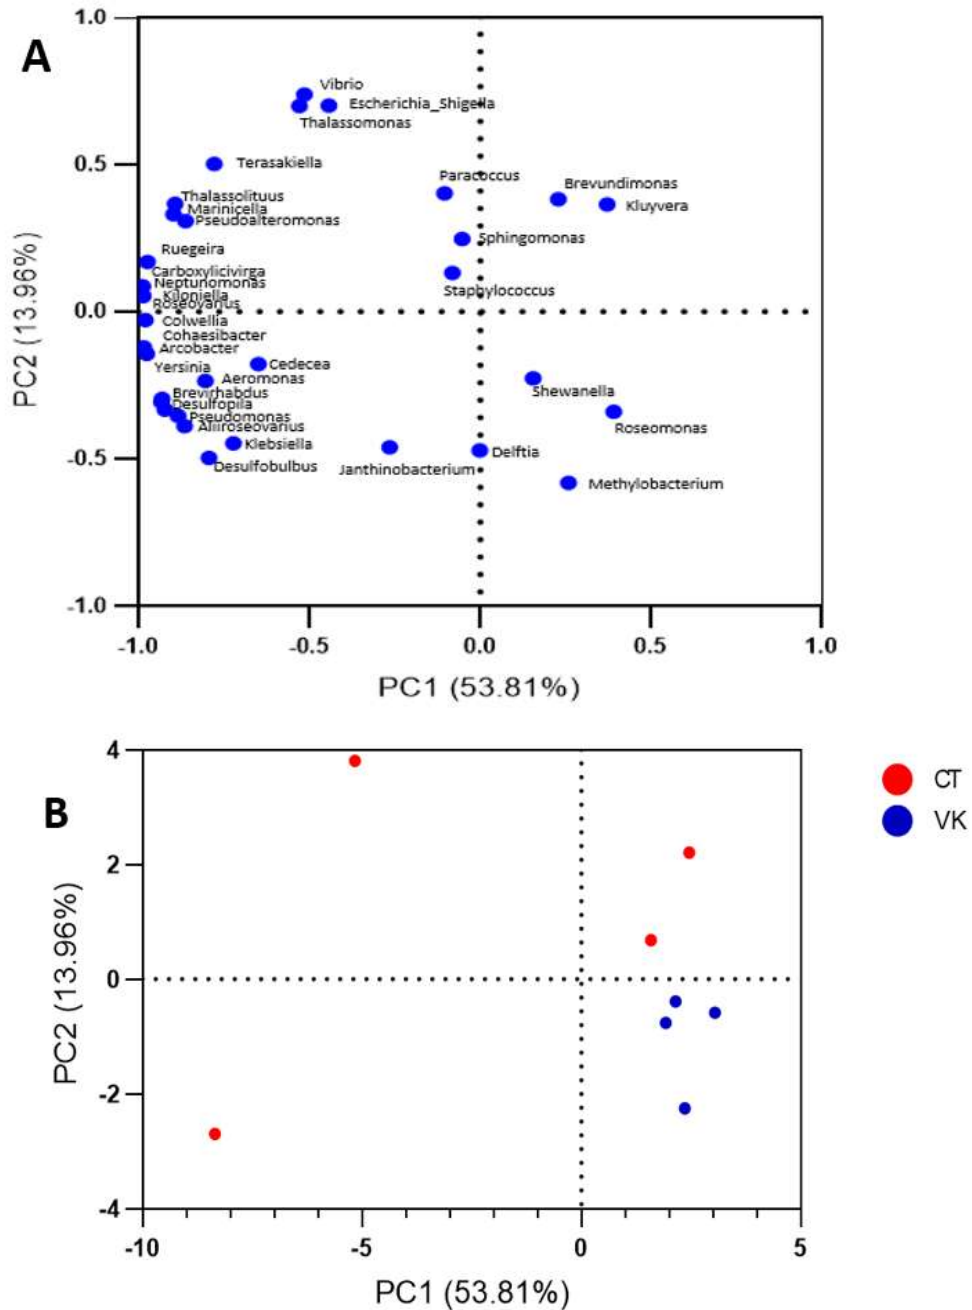 A
1.0
Vibrio
Escherichia_Shigella
Thalassomonas
0.5
Terasakiella
Paracoccus
Brevundimonas
Thalassolituus
Marinicella
Kluyvera
Pseudoalteromonas
Sphingomonas
Ruegeira
Carboxylicivirga
Neptunomonas
Staphylococcus
Kiloniella
Roseovarius
0.0
Colwellia
Cohaesibacter
Arcobacter
Yersinia
Cedecea
Aeromonas
Shewanella
Brevirhabdus
Desulfopila
Pseudomonas
Aliiroseovarius
Roseomonas
Klebsiella
Delftia
-0.5
Desulfobulbus
Janthinobacterium
Methylobacterium
-1.0
PC2 (13.96%)
-1.0 -0.5 0.0 0.5 1.0
PC1 (53.81%)
B
4
2
0
-2
-4
PC2 (13.96%)
-10 -5 0 5
PC1 (53.81%)
CT
VK